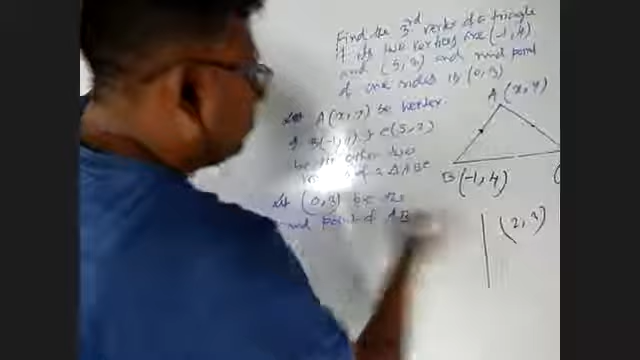 Find the 3rd vertex of a triangle
if its two vertices are (-1, 4)
and (5, 2) and mid point
of one sides is (0, 3)
Let A(x, y) be vertex
B(-1, 4) & C(5, 2)
be the other two
of a △ABC
Let (0, 3) be the
mid point of AB
A (x, y)
B (-1, 4)
(2, 3)